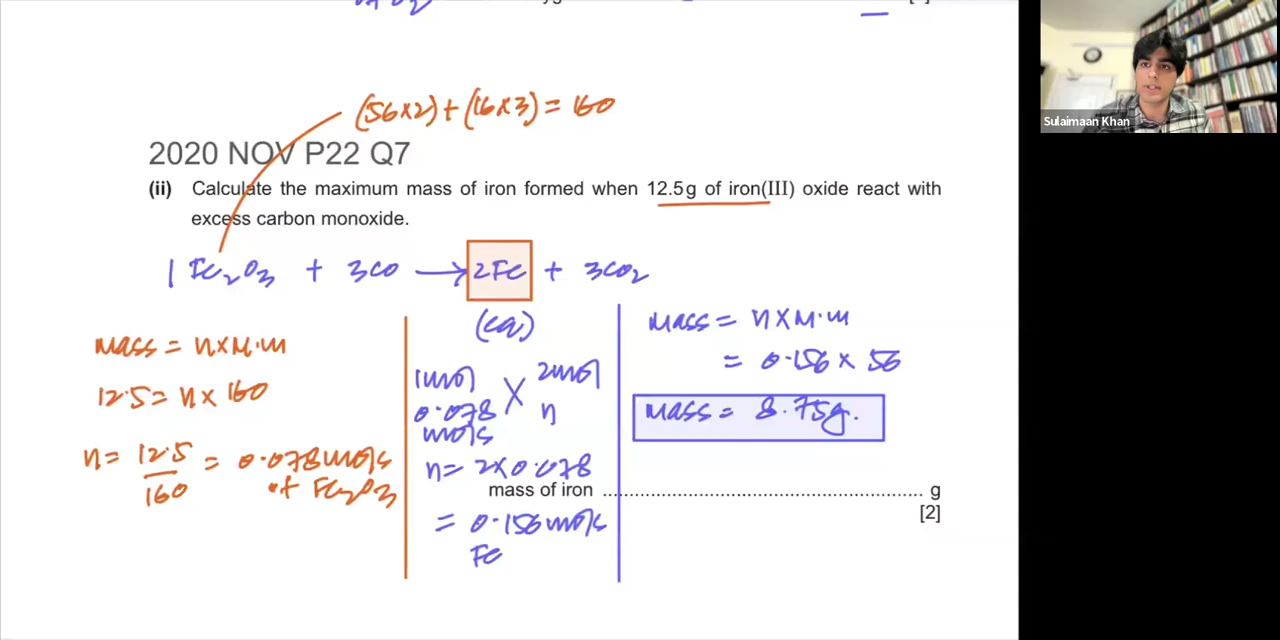 (56×2)+(16×3)=160
2020 NOV P22 Q7
(ii) Calculate the maximum mass of iron formed when 12.5 g of iron(III) oxide react with
excess carbon monoxide.
1 Fe₂O₃ + 3CO → 2Fe + 3CO₂
mass = n×M.m
12.5 = n × 160
n = 12.5/160 = 0.078 mols
of Fe₂O₃
(eq)
1mol × 2mol
0.078 mols n
n = 2×0.078
= 0.156 mols
Fe
mass = n×M.m
= 0.156 × 56
mass = 8.75g.
mass of iron ........................................................ g
[2]
Sulaimaan Khan